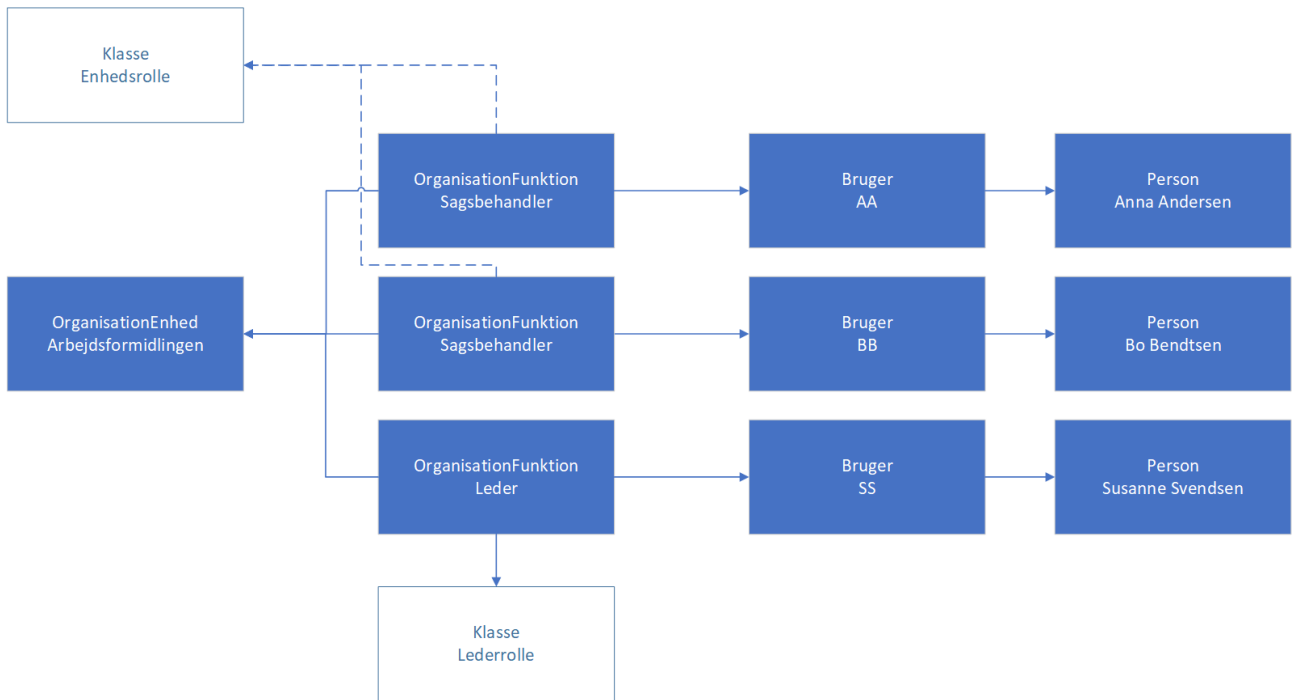 Klasse
Enhedsrolle
OrganisationFunktion
Sagsbehandler
Bruger
AA
Person
Anna Andersen
OrganisationEnhed
Arbejdsformidlingen
OrganisationFunktion
Sagsbehandler
Bruger
BB
Person
Bo Bendtsen
OrganisationFunktion
Leder
Bruger
SS
Person
Susanne Svendsen
Klasse
Lederrolle